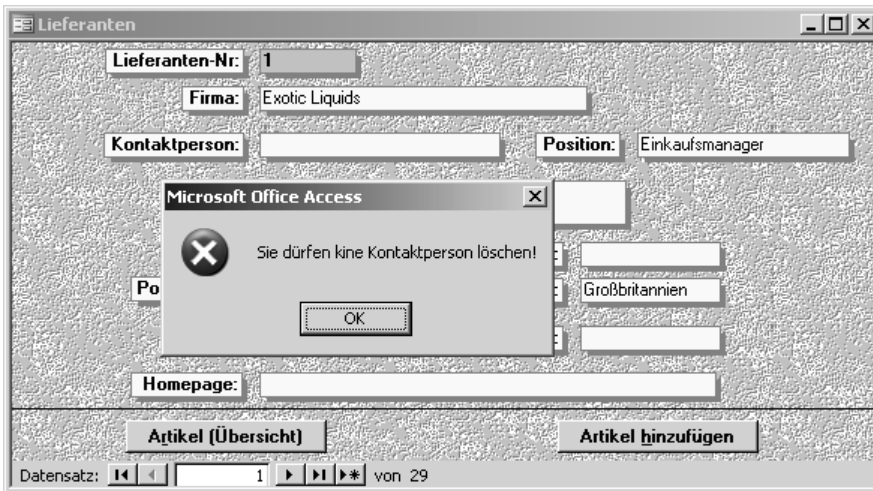 Lieferanten
Lieferanten-Nr: 1
Firma: Exotic Liquids
Kontaktperson: Position: Einkaufsmanager
Microsoft Office Access
Sie dürfen kine Kontaktperson löschen!
Po : Großbritannien
OK
Homepage:
Artikel (Übersicht) Artikel hinzufügen
Datensatz: 1 von 29